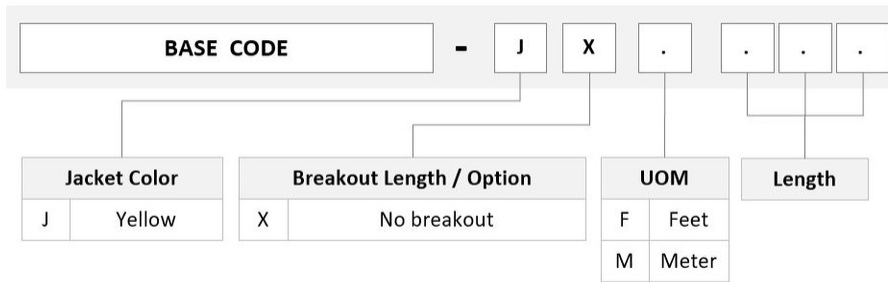 BASE CODE - J X . . . .
Jacket Color
J Yellow
Breakout Length / Option
X No breakout
UOM
F Feet
M Meter
Length